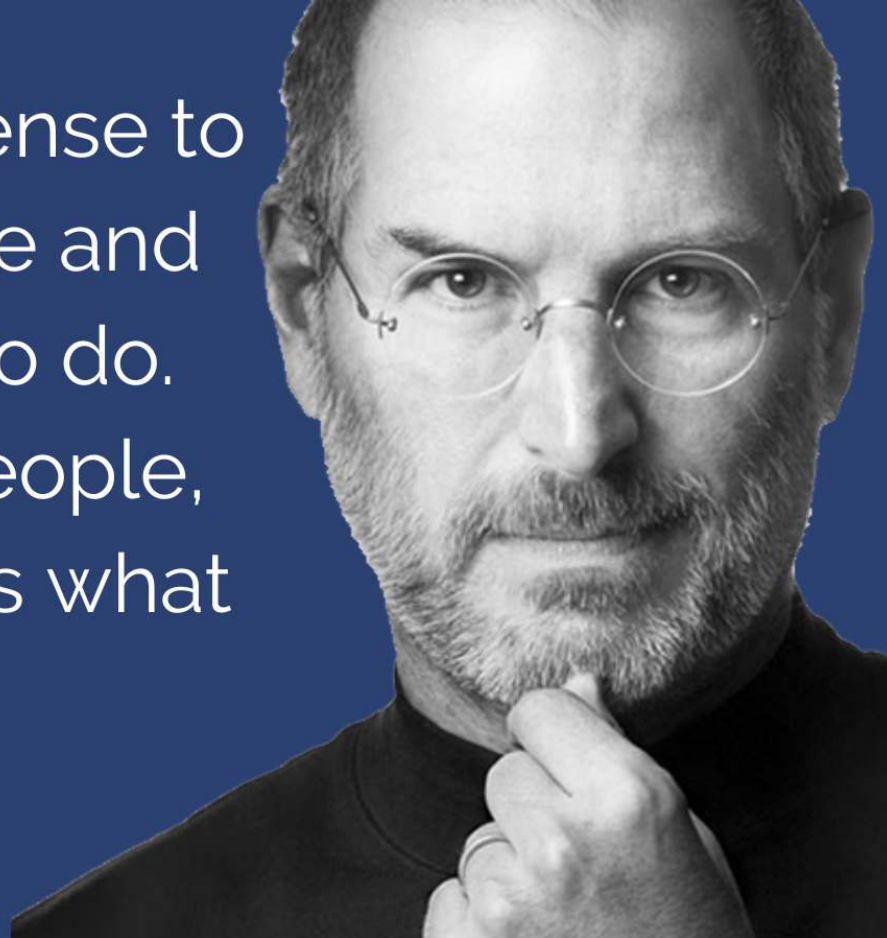 ense to
e and
o do.
eople,
s what